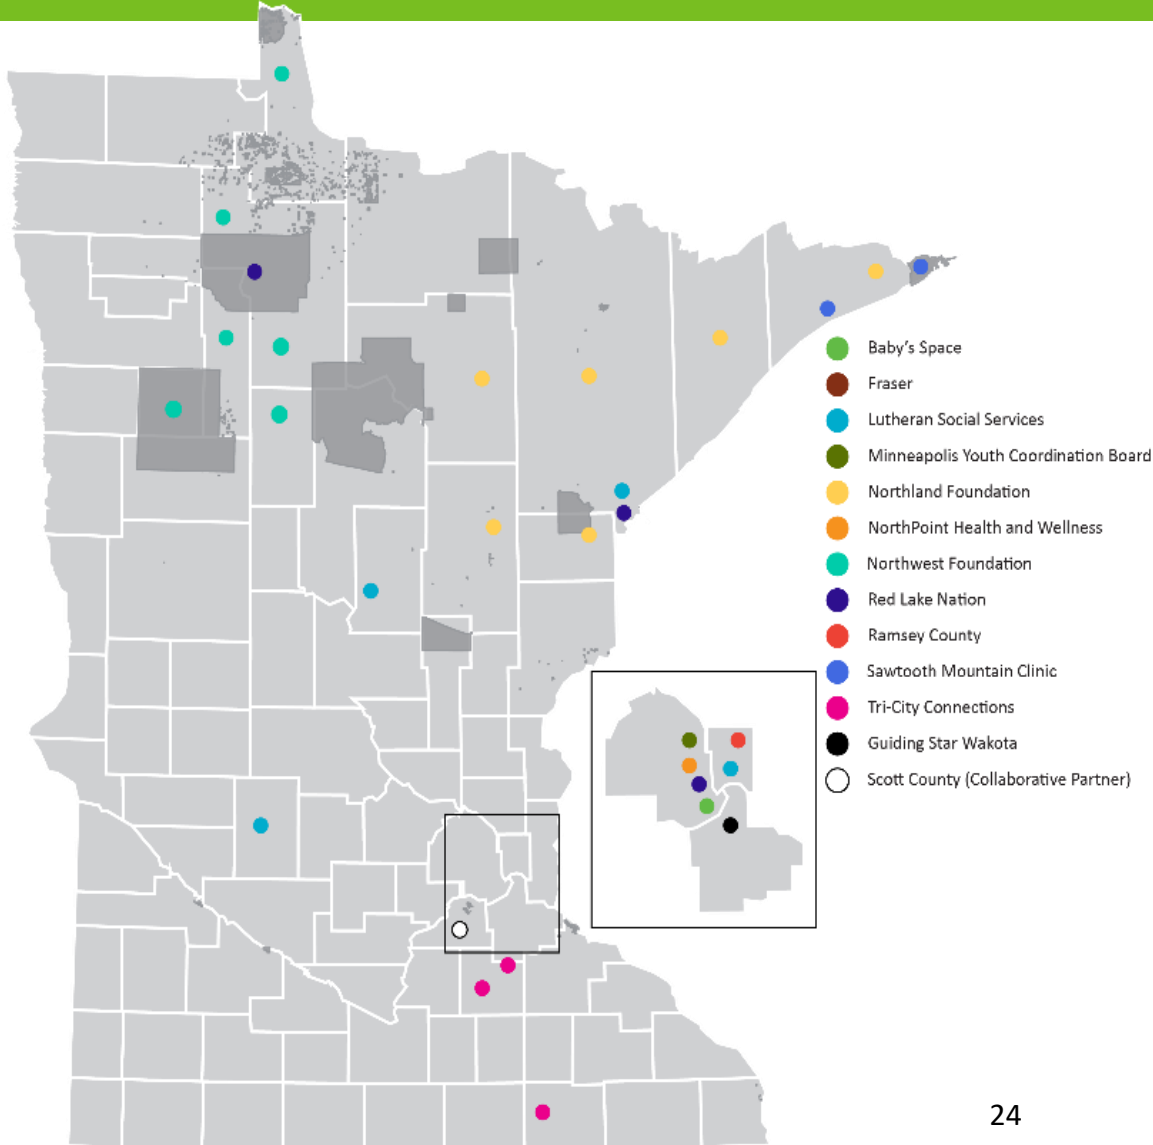 Baby's Space
Fraser
Lutheran Social Services
Minneapolis Youth Coordination Board
Northland Foundation
NorthPoint Health and Wellness
Northwest Foundation
Red Lake Nation
Ramsey County
Sawtooth Mountain Clinic
Tri-City Connections
Guiding Star Wakota
Scott County (Collaborative Partner)
24